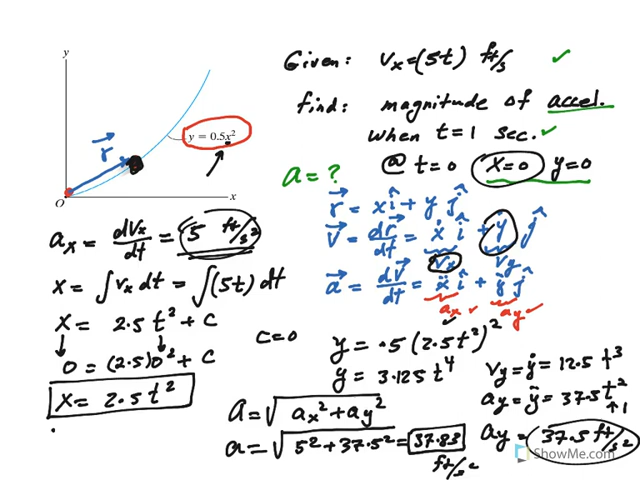 y
y = 0.5x²
r⃗
O
x
Given: Vx = (5t) ft/s ✓
find: magnitude of accel.
when t = 1 sec. ✓
@ t = 0 x = 0 y = 0
a = ?
r⃗ = x î + y ĵ
v⃗ = dr⃗/dt = ẋ î + ẏ ĵ
Vx Vy
a⃗ = dv⃗/dt = ẍ î + ÿ ĵ
ax ✓ ay ✓
ax = dVx/dt = 5 ft/s²
x = ∫ Vx dt = ∫ (5t) dt
x = 2.5 t² + c
0 = (2.5) 0² + c
c = 0
x = 2.5 t²
y = .5 (2.5 t²)²
y = 3.125 t⁴
Vy = ẏ = 12.5 t³
ay = ÿ = 37.5 t²
↑1
ay = 37.5 ft/s²
a = √(ax² + ay²)
a = √(5² + 37.5²) = 37.83
ft/s²
ShowMe.com